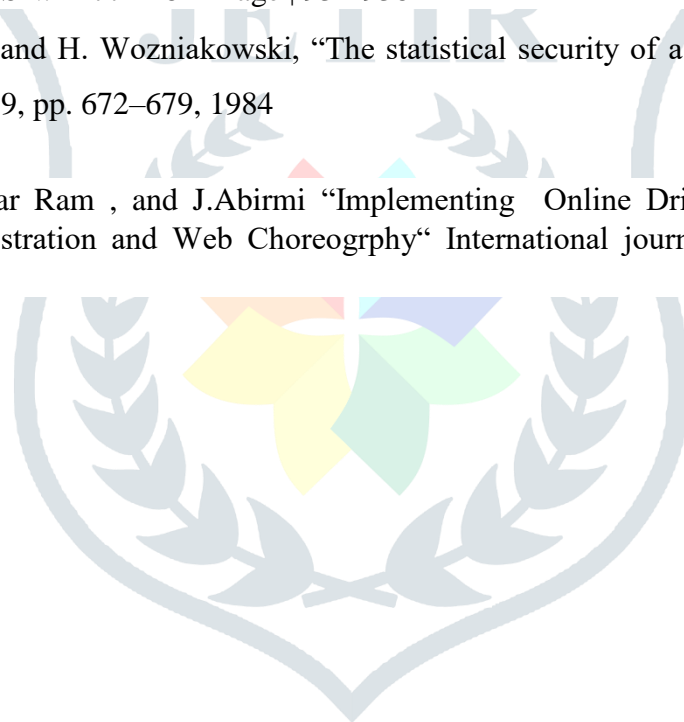 JETIR
and H. Wozniakowski, “The statistical security of a
9, pp. 672–679, 1984
ar Ram , and J.Abirmi “Implementing  Online Dri
stration and Web Choreogrphy“ International journ